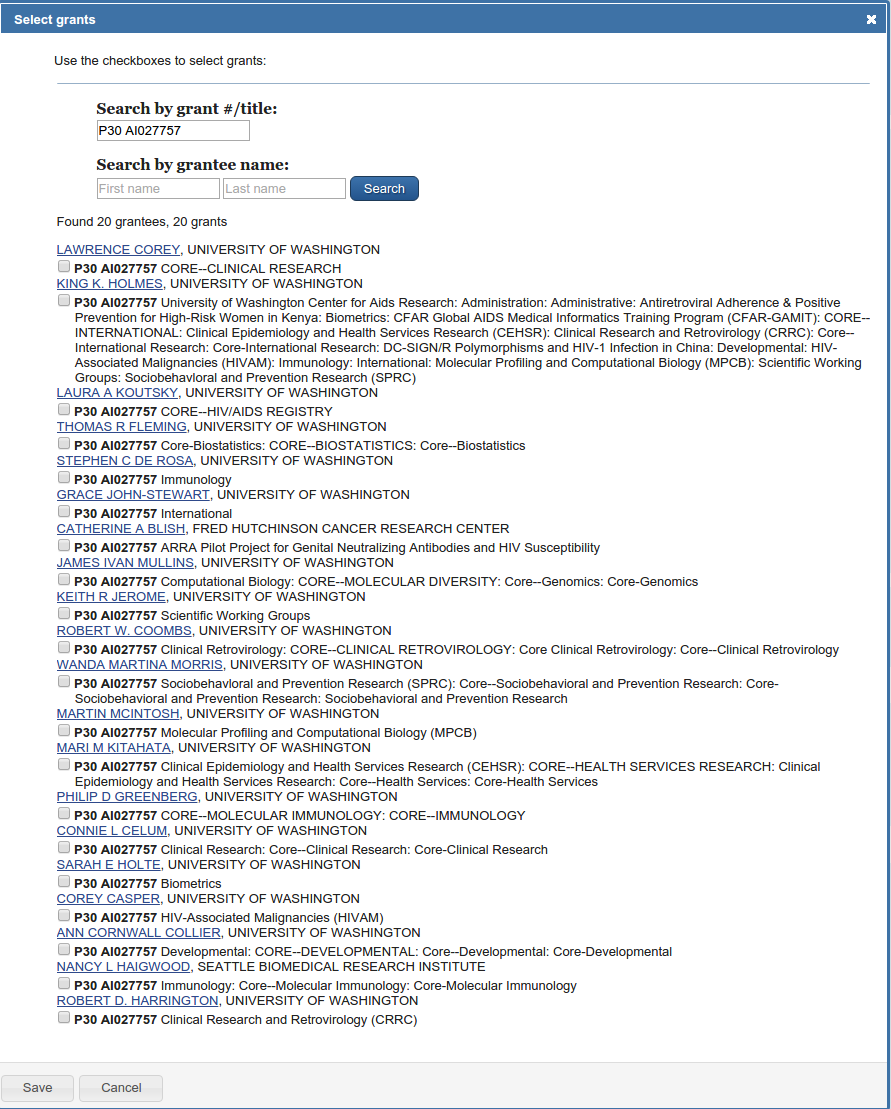 Select grants
Use the checkboxes to select grants:
Search by grant #/title:
P30 AI027757
Search by grantee name:
First name Last name Search
Found 20 grantees, 20 grants
LAWRENCE COREY, UNIVERSITY OF WASHINGTON
P30 AI027757 CORE--CLINICAL RESEARCH
KING K. HOLMES, UNIVERSITY OF WASHINGTON
P30 AI027757 University of Washington Center for Aids Research: Administration: Administrative: Antiretroviral Adherence & Positive
Prevention for High-Risk Women in Kenya: Biometrics: CFAR Global AIDS Medical Informatics Training Program (CFAR-GAMIT): CORE--
INTERNATIONAL: Clinical Epidemiology and Health Services Research (CEHSR): Clinical Research and Retrovirology (CRRC): Core--
International Research: Core-International Research: DC-SIGN/R Polymorphisms and HIV-1 Infection in China: Developmental: HIV-
Associated Malignancies (HIVAM): Immunology: International: Molecular Profiling and Computational Biology (MPCB): Scientific Working
Groups: Sociobehavloral and Prevention Research (SPRC)
LAURA A KOUTSKY, UNIVERSITY OF WASHINGTON
P30 AI027757 CORE--HIV/AIDS REGISTRY
THOMAS R FLEMING, UNIVERSITY OF WASHINGTON
P30 AI027757 Core-Biostatistics: CORE--BIOSTATISTICS: Core--Biostatistics
STEPHEN C DE ROSA, UNIVERSITY OF WASHINGTON
P30 AI027757 Immunology
GRACE JOHN-STEWART, UNIVERSITY OF WASHINGTON
P30 AI027757 International
CATHERINE A BLISH, FRED HUTCHINSON CANCER RESEARCH CENTER
P30 AI027757 ARRA Pilot Project for Genital Neutralizing Antibodies and HIV Susceptibility
JAMES IVAN MULLINS, UNIVERSITY OF WASHINGTON
P30 AI027757 Computational Biology: CORE--MOLECULAR DIVERSITY: Core--Genomics: Core-Genomics
KEITH R JEROME, UNIVERSITY OF WASHINGTON
P30 AI027757 Scientific Working Groups
ROBERT W. COOMBS, UNIVERSITY OF WASHINGTON
P30 AI027757 Clinical Retrovirology: CORE--CLINICAL RETROVIROLOGY: Core Clinical Retrovirology: Core--Clinical Retrovirology
WANDA MARTINA MORRIS, UNIVERSITY OF WASHINGTON
P30 AI027757 Sociobehavloral and Prevention Research (SPRC): Core--Sociobehavioral and Prevention Research: Core-
Sociobehavioral and Prevention Research: Sociobehavioral and Prevention Research
MARTIN MCINTOSH, UNIVERSITY OF WASHINGTON
P30 AI027757 Molecular Profiling and Computational Biology (MPCB)
MARI M KITAHATA, UNIVERSITY OF WASHINGTON
P30 AI027757 Clinical Epidemiology and Health Services Research (CEHSR): CORE--HEALTH SERVICES RESEARCH: Clinical
Epidemiology and Health Services Research: Core--Health Services: Core-Health Services
PHILIP D GREENBERG, UNIVERSITY OF WASHINGTON
P30 AI027757 CORE--MOLECULAR IMMUNOLOGY: CORE--IMMUNOLOGY
CONNIE L CELUM, UNIVERSITY OF WASHINGTON
P30 AI027757 Clinical Research: Core--Clinical Research: Core-Clinical Research
SARAH E HOLTE, UNIVERSITY OF WASHINGTON
P30 AI027757 Biometrics
COREY CASPER, UNIVERSITY OF WASHINGTON
P30 AI027757 HIV-Associated Malignancies (HIVAM)
ANN CORNWALL COLLIER, UNIVERSITY OF WASHINGTON
P30 AI027757 Developmental: CORE--DEVELOPMENTAL: Core--Developmental: Core-Developmental
NANCY L HAIGWOOD, SEATTLE BIOMEDICAL RESEARCH INSTITUTE
P30 AI027757 Immunology: Core--Molecular Immunology: Core-Molecular Immunology
ROBERT D. HARRINGTON, UNIVERSITY OF WASHINGTON
P30 AI027757 Clinical Research and Retrovirology (CRRC)
Save Cancel